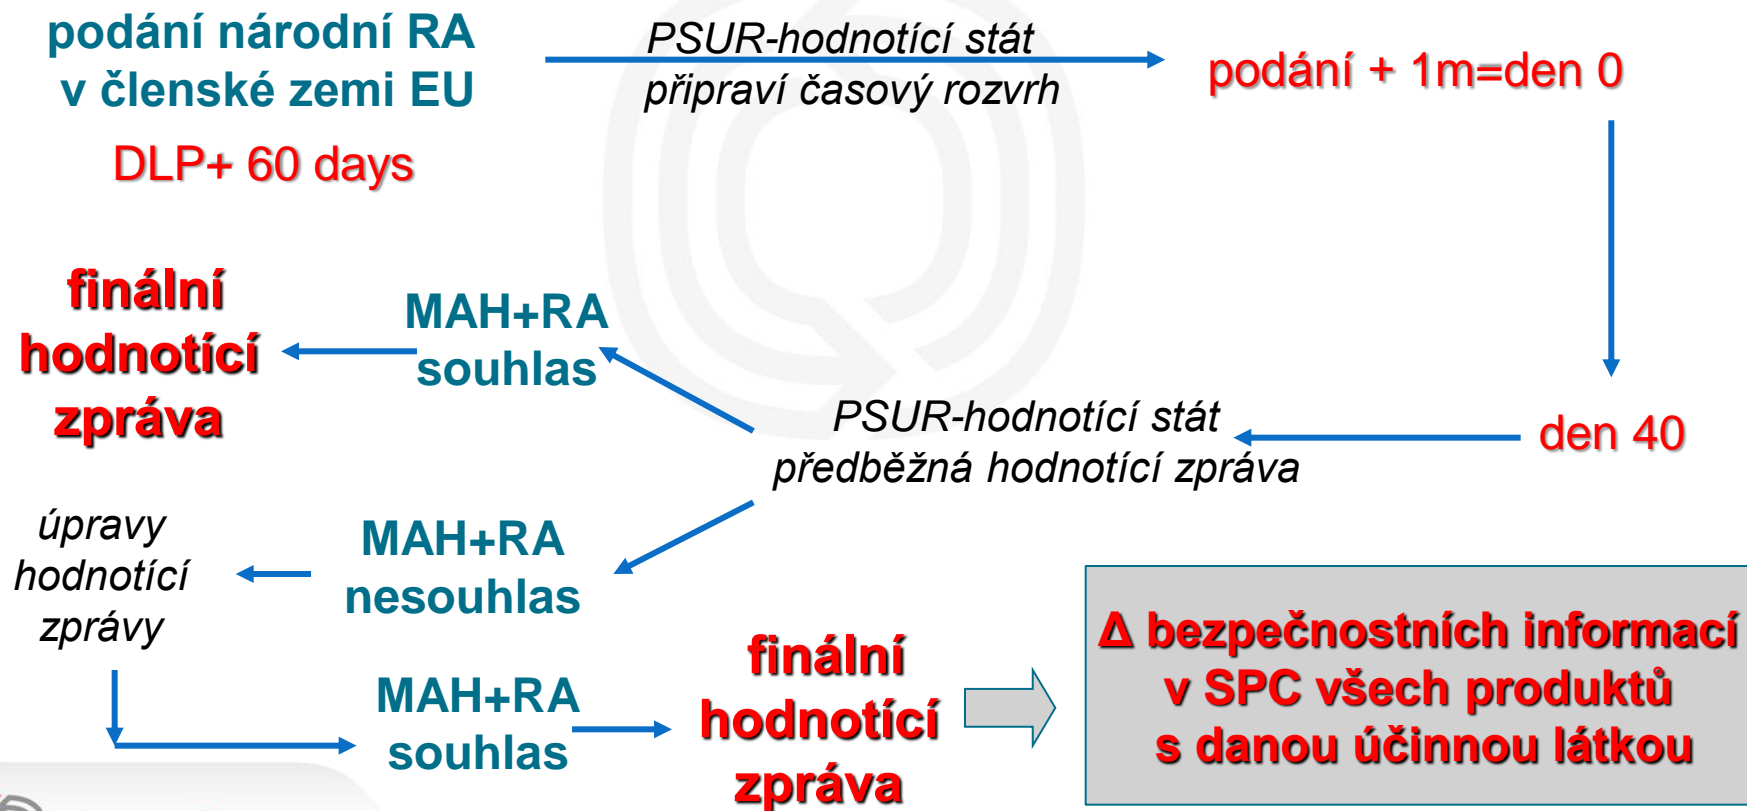 podání národní RA
v členské zemi EU
DLP+ 60 days
PSUR-hodnotící stát
připraví časový rozvrh
podání + 1m=den 0
den 40
PSUR-hodnotící stát
předběžná hodnotící zpráva
MAH+RA
souhlas
finální
hodnotící
zpráva
MAH+RA
nesouhlas
úpravy
hodnotící
zprávy
MAH+RA
souhlas
finální
hodnotící
zpráva
Δ bezpečnostních informací
v SPC všech produktů
s danou účinnou látkou